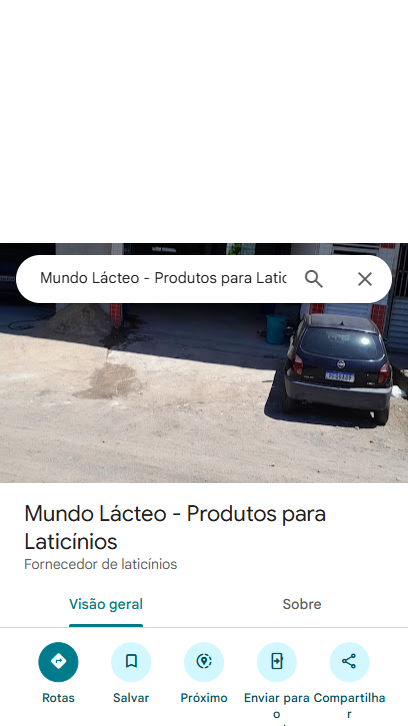 Mundo Lácteo - Produtos para Latic
Mundo Lácteo - Produtos para
Laticínios
Fornecedor de laticínios
Visão geral
Sobre
Rotas
Salvar
Próximo
Enviar para
o
Compartilha
r